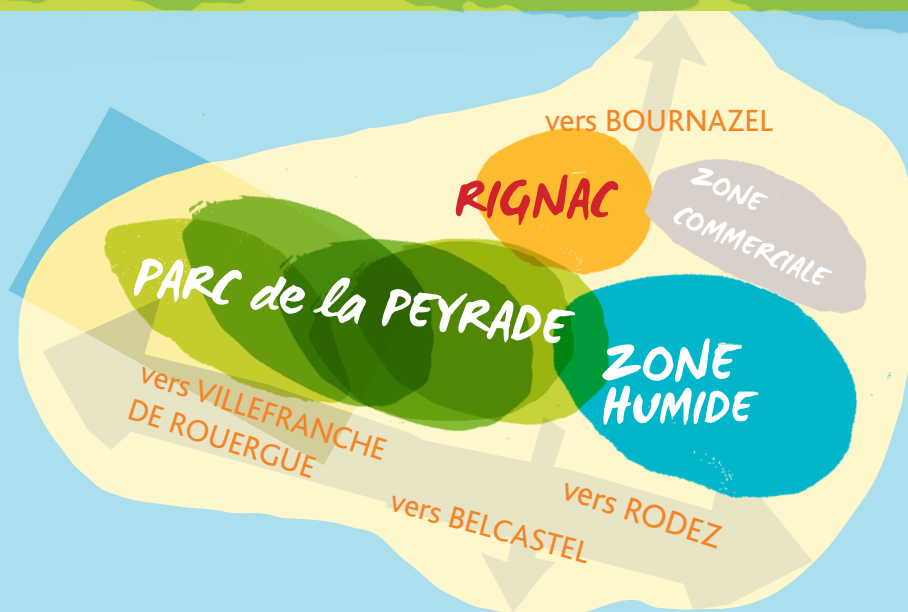 vers BOURNAZEL
RIGNAC
ZONE
COMMERCIALE
PARC de la PEYRADE
ZONE
HUMIDE
vers VILLEFRANCHE
DE ROUERGUE
vers BELCASTEL
vers RODEZ